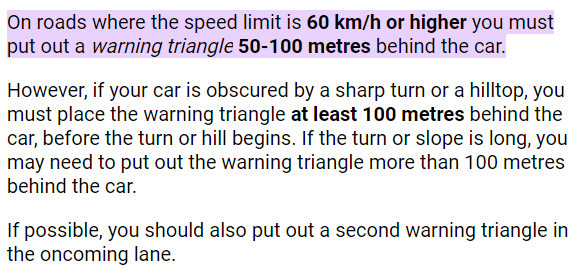 On roads where the speed limit is 60 km/h or higher you must
put out a warning triangle 50-100 metres behind the car.
However, if your car is obscured by a sharp turn or a hilltop, you
must place the warning triangle at least 100 metres behind the
car, before the turn or hill begins. If the turn or slope is long, you
may need to put out the warning triangle more than 100 metres
behind the car.
If possible, you should also put out a second warning triangle in
the oncoming lane.